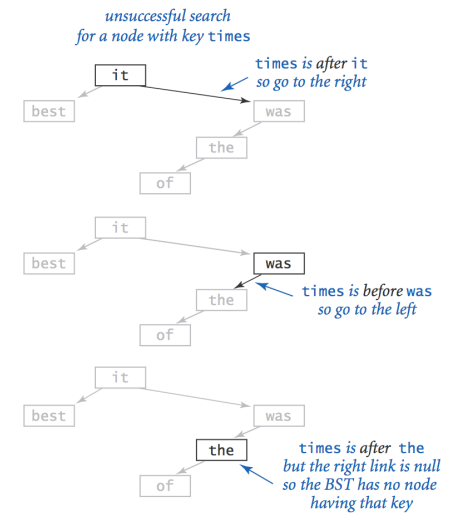 unsuccessful search
for a node with key times
it
times is after it
so go to the right
best
was
the
of
it
best
was
the
times is before was
so go to the left
of
it
best
was
the
times is after the
but the right link is null
of
so the BST has no node
having that key